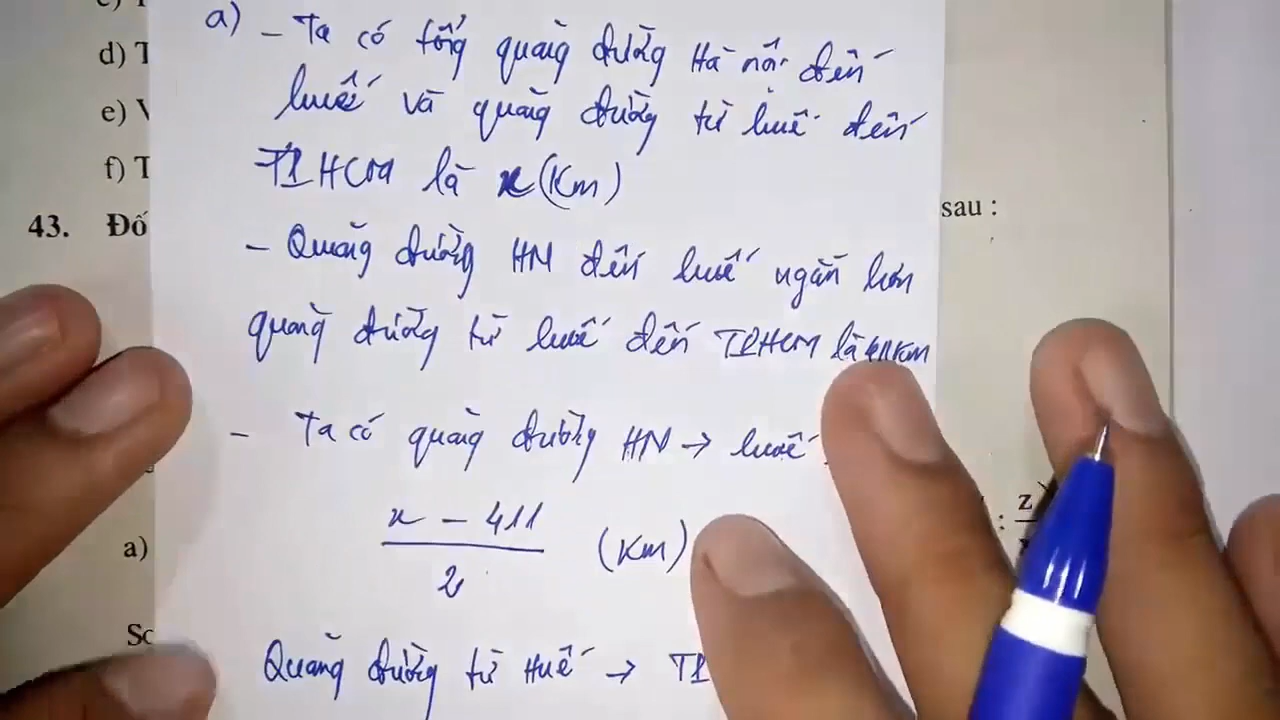 c) T
d) T
e) V
f) T
43. Đố
sau :
a)
So
: z
a) - Ta có tổng quãng đường Hà nội đến
huế và quãng đường từ huế đến
TPHCM là x (Km)
- Quãng đường HN đến huế ngắn hơn
quãng đường từ huế đến TPHCM là 411Km
- Ta có quãng đường HN → huế
x - 411
2
(Km)
Quãng đường từ Huế → TP